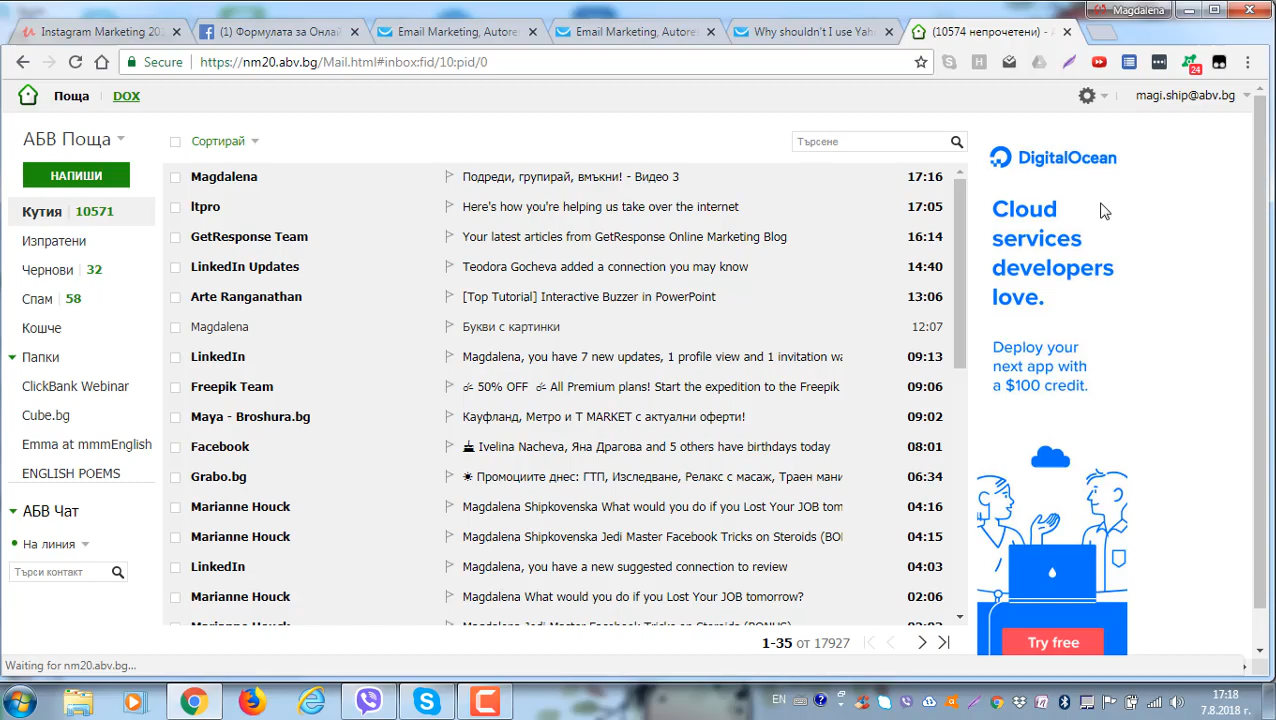 Magdalena
Instagram Marketing 20
(1) Формулата за Онлай
Email Marketing, Autores
Email Marketing, Autores
Why shouldn't I use Yah
(10574 непрочетени) - А
Secure
https://nm20.abv.bg/Mail.html#inbox:fid/10:pid/0
24
Поща
DOX
magi.ship@abv.bg
АБВ Поща
Сортирай
Търсене
НАПИШИ
Кутия 10571
Изпратени
Чернови 32
Спам 58
Кошче
Папки
ClickBank Webinar
Cube.bg
Emma at mmmEnglish
ENGLISH POEMS
АБВ Чат
На линия
Търси контакт
Magdalena Подреди, групирай, вмъкни! - Видео 3 17:16
ltpro Here's how you're helping us take over the internet 17:05
GetResponse Team Your latest articles from GetResponse Online Marketing Blog 16:14
LinkedIn Updates Teodora Gocheva added a connection you may know 14:40
Arte Ranganathan [Top Tutorial] Interactive Buzzer in PowerPoint 13:06
Magdalena Букви с картинки 12:07
LinkedIn Magdalena, you have 7 new updates, 1 profile view and 1 invitation wa 09:13
Freepik Team 50% OFF All Premium plans! Start the expedition to the Freepik 09:06
Maya - Broshura.bg Кауфланд, Метро и T MARKET с актуални оферти! 09:02
Facebook Ivelina Nacheva, Яна Драгова and 5 others have birthdays today 08:01
Grabo.bg ☀ Промоциите днес: ГТП, Изследване, Релакс с масаж, Траен мани 06:34
Marianne Houck Magdalena Shipkovenska What would you do if you Lost Your JOB tom 04:16
Marianne Houck Magdalena Shipkovenska Jedi Master Facebook Tricks on Steroids (BOI 04:15
LinkedIn Magdalena, you have a new suggested connection to review 04:03
Marianne Houck Magdalena What would you do if you Lost Your JOB tomorrow? 02:06
1-35 от 17927
DigitalOcean
Cloud
services
developers
love.
Deploy your
next app with
a $100 credit.
Try free
Waiting for nm20.abv.bg...
EN
17:18
7.8.2018 г.